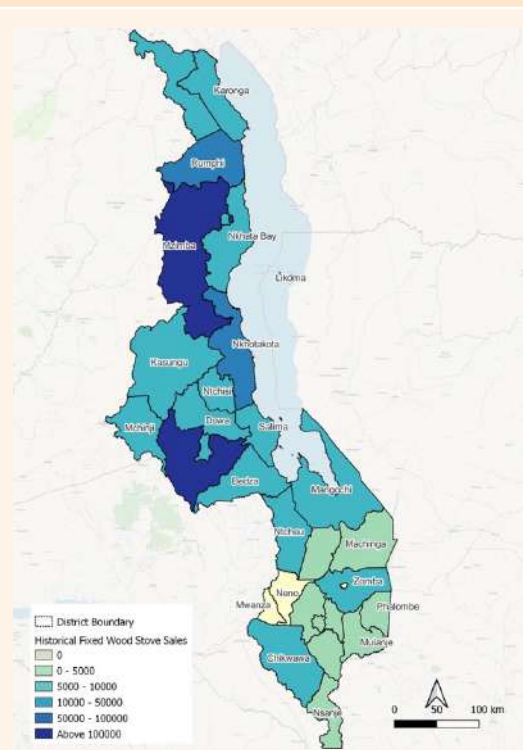 Karonga
Rumphi
Mzimba
Nkhata Bay
Likoma
Nkhotakota
Kasungu
Ntchisi
Dowa
Mchinji
Salima
Dedza
Mangochi
Ntcheu
Machinga
Zomba
Neno
Mwanza
Phalombe
Mulanje
Chikwawa
Nsanje
District Boundary
Historical Fixed Wood Stove Sales
0
0 - 5000
5000 - 10000
10000 - 50000
50000 - 100000
Above 100000
0 50 100 km